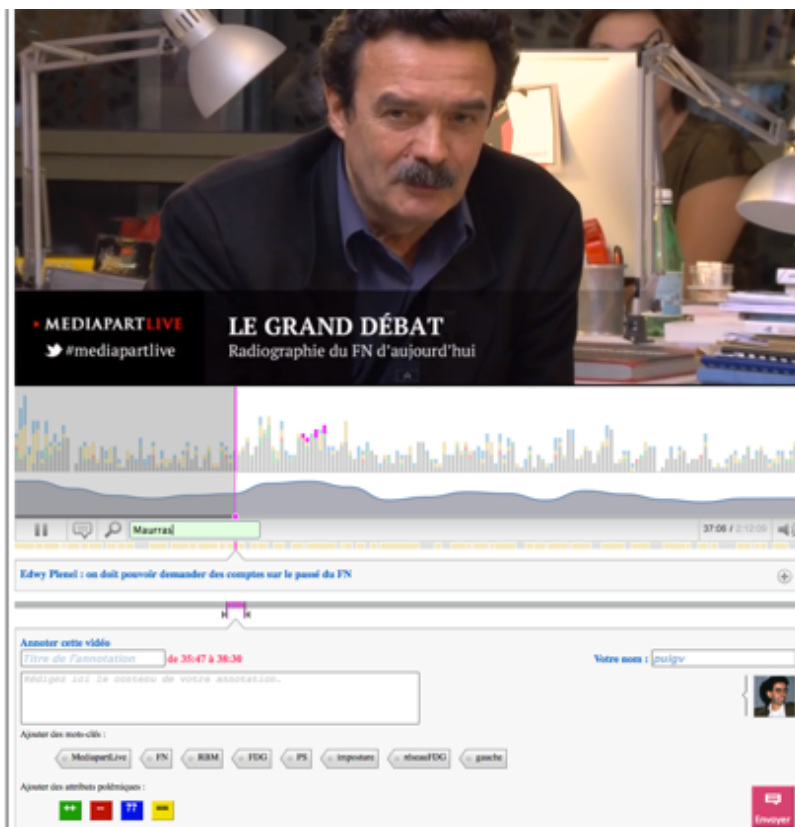 MEDIAPARTLIVE
#mediapartlive
LE GRAND DÉBAT
Radiographie du FN d'aujourd'hui
Maurras
37:06 / 2:12:09
Edwy Plenel : on doit pouvoir demander des comptes sur le passé du FN
Annoter cette vidéo
Titre de l'annotation
de 35:47 à 38:30
Votre nom : puigv
Rédigez ici le contenu de votre annotation.
Ajouter des mots-clés :
MediapartLive
FN
RBM
FDG
PS
imposture
réseauFDG
gauche
Ajouter des attributs polémiques :
++
--
??
==
Envoyer